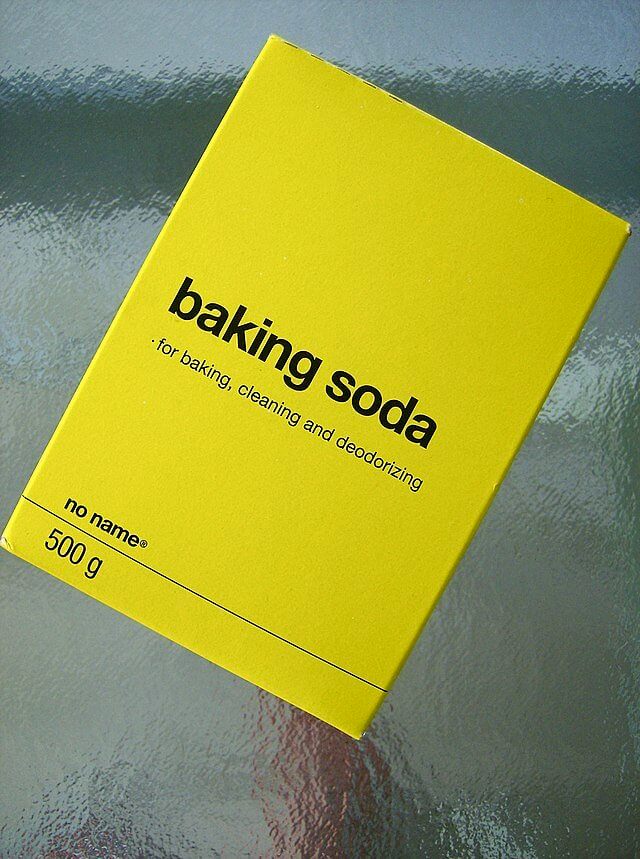 baking soda
· for baking, cleaning and deodorizing
no name®
500 g